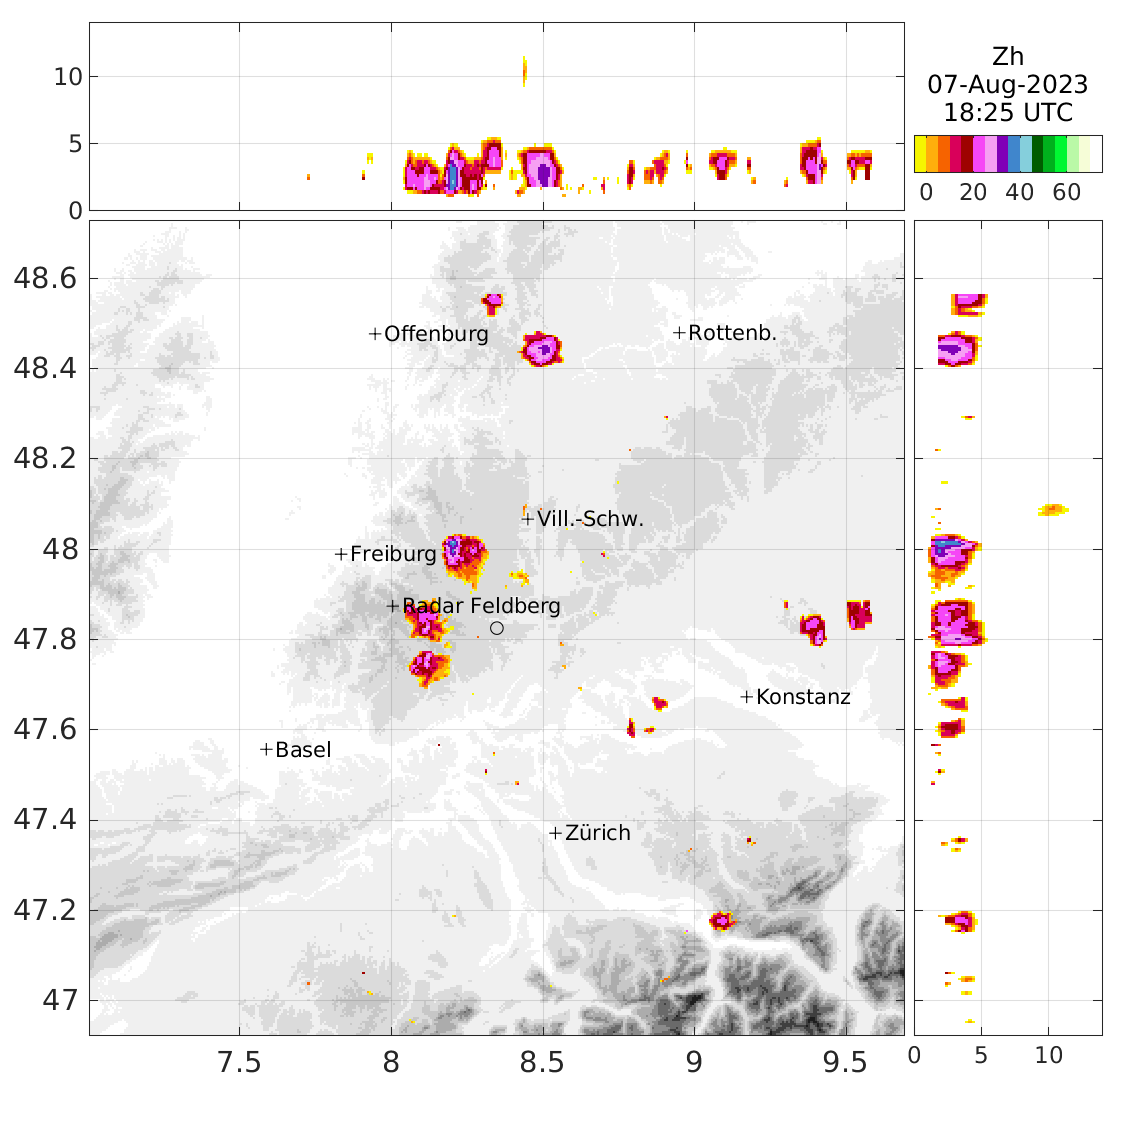 10
5
0
Zh
07-Aug-2023
18:25 UTC
0 20 40 60
48.6
48.4
48.2
48
47.8
47.6
47.4
47.2
47
+Offenburg
+Rottenb.
+Vill.-Schw.
+Freiburg
+Radar Feldberg
+Konstanz
+Basel
+Zürich
7.5 8 8.5 9 9.5
0 5 10